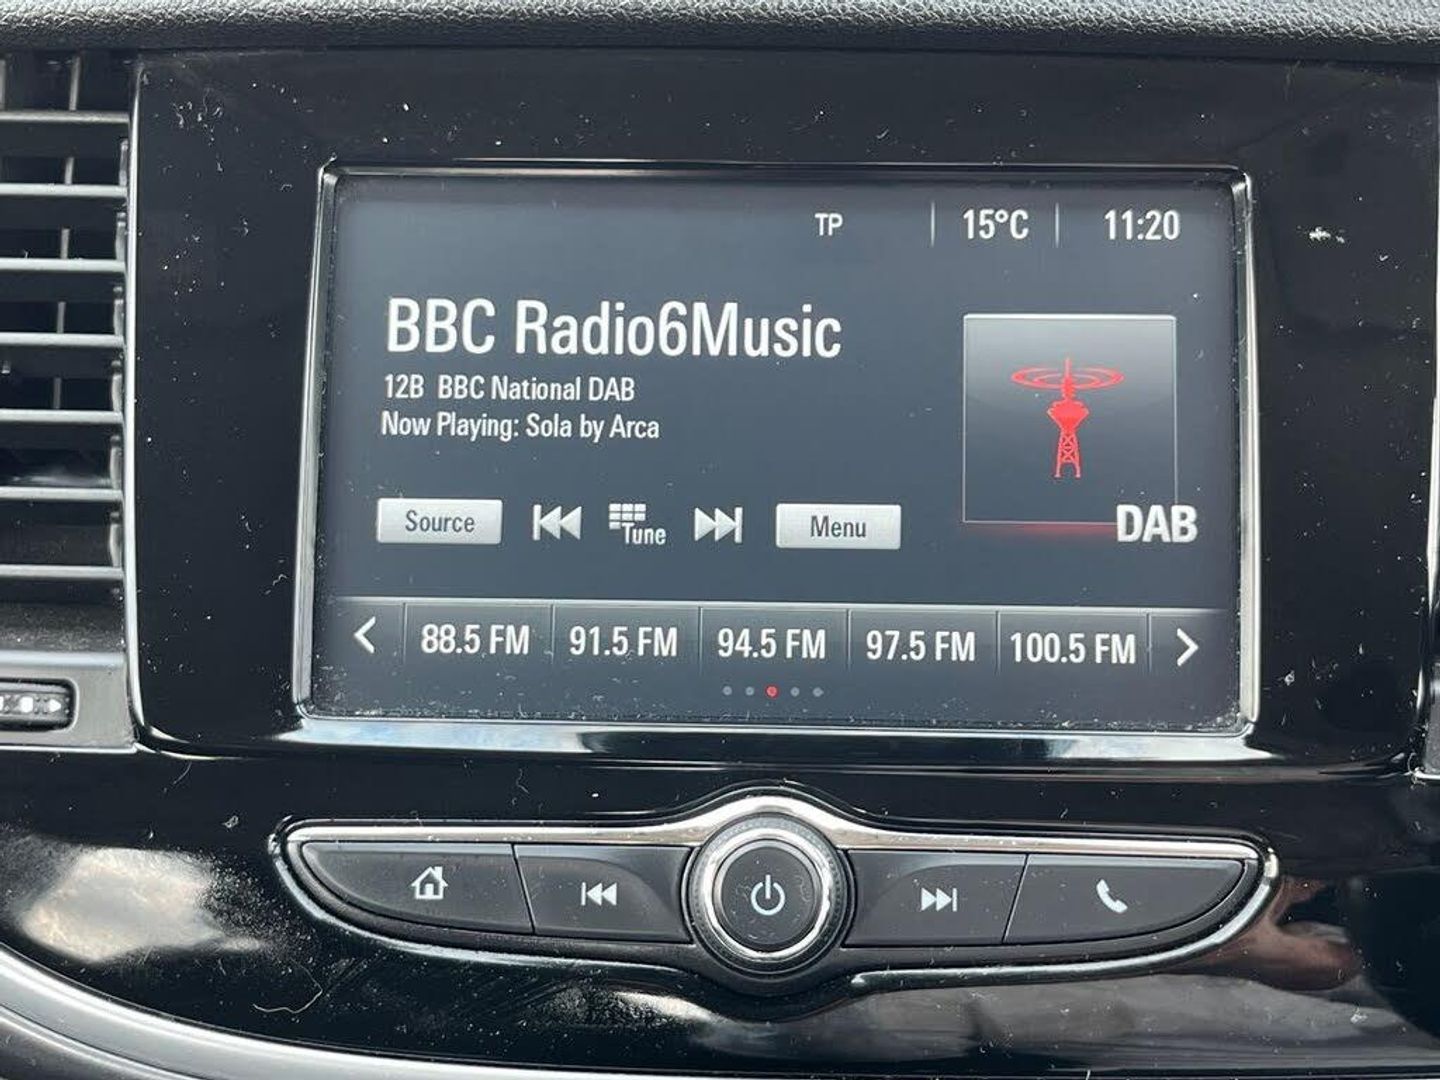 TP 15°C 11:20
BBC Radio6Music
12B BBC National DAB
Now Playing: Sola by Arca
Source Tune Menu
DAB
88.5 FM 91.5 FM 94.5 FM 97.5 FM 100.5 FM